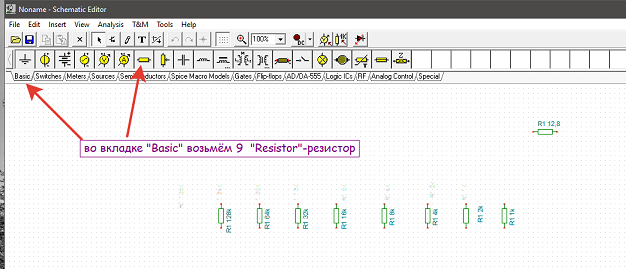 Noname - Schematic Editor
File Edit Insert View Analysis T&M Tools Help
100% DC
Basic Switches Meters Sources Semiconductors Spice Macro Models Gates Flip-flops AD/DA-555 Logic ICs RF Analog Control Special
во вкладке "Basic" возьмём 9 "Resistor"-резистор
R1 12,8
R1 128k R1 64k R1 32k R1 16k R1 8k R1 4k R1 2k R1 1k